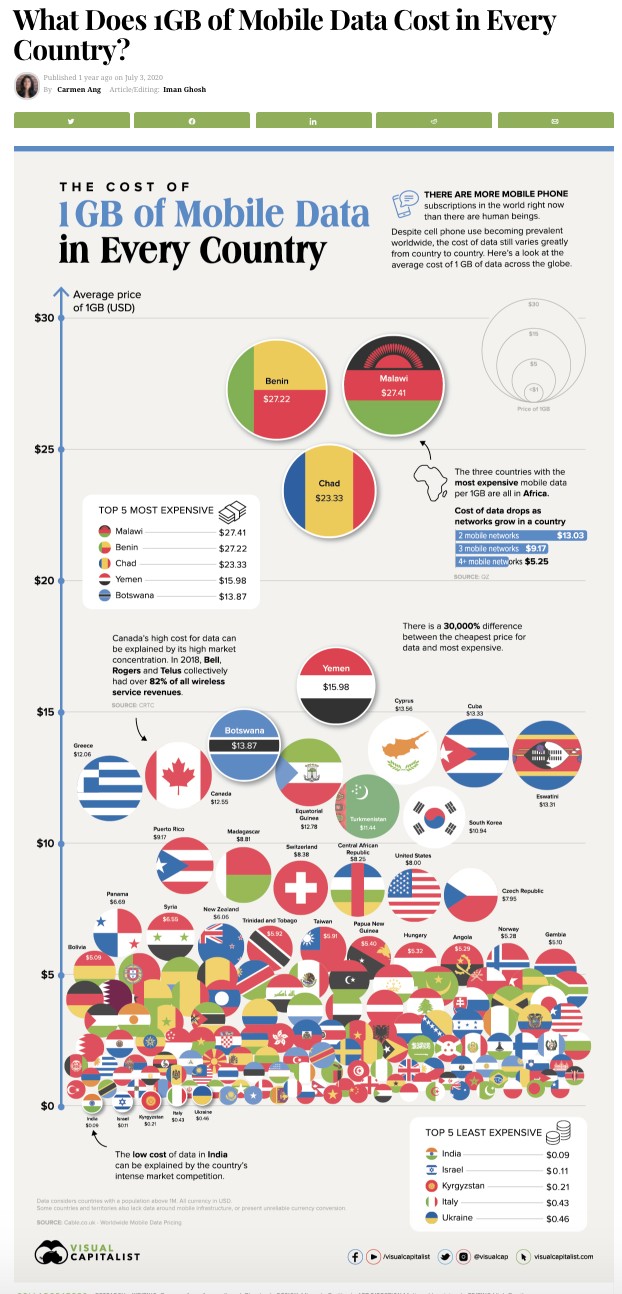 What Does 1GB of Mobile Data Cost in Every
Country?
Published 1 year ago on July 3, 2020
By Carmen Ang Article/Editing: Iman Ghosh
THE COST OF
1GB of Mobile Data
in Every Country
THERE ARE MORE MOBILE PHONE
subscriptions in the world right now
than there are human beings.
Despite cell phone use becoming prevalent
worldwide, the cost of data still varies greatly
from country to country. Here's a look at the
average cost of 1 GB of data across the globe.
Average price
of 1GB (USD)
$30
$30
$15
$5
<$1
Price of 1GB
Benin
$27.22
Malawi
$27.41
$25
Chad
$23.33
The three countries with the
most expensive mobile data
per 1GB are all in Africa.
Cost of data drops as
networks grow in a country
2 mobile networks $13.03
3 mobile networks $9.17
4+ mobile networks $5.25
SOURCE: QZ
TOP 5 MOST EXPENSIVE
Malawi $27.41
Benin $27.22
Chad $23.33
Yemen $15.98
Botswana $13.87
$20
There is a 30,000% difference
between the cheapest price for
data and most expensive.
Canada's high cost for data can
be explained by its high market
concentration. In 2018, Bell,
Rogers and Telus collectively
had over 82% of all wireless
service revenues.
SOURCE: CRTC
Yemen
$15.98
$15
Cyprus
$13.56
Cuba
$13.33
Botswana
$13.87
Greece
$12.06
Canada
$12.55
Equatorial
Guinea
$12.78
Turkmenistan
$11.44
South Korea
$10.94
Eswatini
$13.31
$10
Puerto Rico
$9.17
Madagascar
$8.81
Switzerland
$8.38
Central African
Republic
$8.25
United States
$8.00
Czech Republic
$7.95
Panama
$6.69
Syria
$6.55
New Zealand
$6.06
Trinidad and Tobago
$5.92
Taiwan
$5.91
Papua New
Guinea
$5.40
Hungary
$5.32
Angola
$5.29
Norway
$5.28
Gambia
$5.10
Bolivia
$5.09
$5
$0
India
$0.09
Israel
$0.11
Kyrgyzstan
$0.21
Italy
$0.43
Ukraine
$0.46
The low cost of data in India
can be explained by the country's
intense market competition.
TOP 5 LEAST EXPENSIVE
India $0.09
Israel $0.11
Kyrgyzstan $0.21
Italy $0.43
Ukraine $0.46
Data considers countries with a population above 1M. All currency in USD.
Some countries and territories also lack data around mobile infrastructure, or present unreliable currency conversion.
SOURCE: Cable.co.uk - Worldwide Mobile Data Pricing
VISUAL
CAPITALIST
/visualcapitalist
@visualcap
visualcapitalist.com